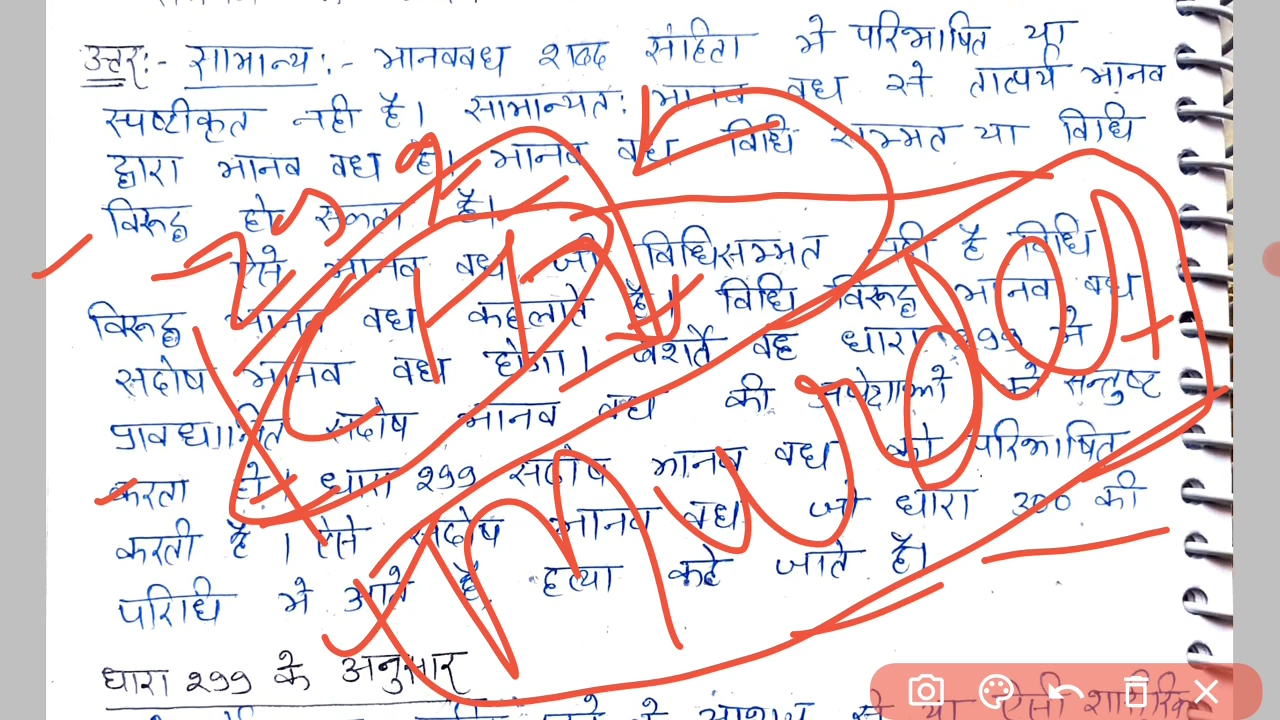 उत्तरः- सामान्य :- मानववध शब्द संहिता मे परिभाषित या
स्पष्टीकृत नही है। सामान्यतः मानव वध से तात्पर्य मानव
द्वारा मानव वध है। मानव वध विधि सम्मत या विधि
विरूद्ध हो सकता है।
ऐसे मानव वध जो विधिसम्मत नही है विधि
विरूद्ध मानव वध कहलाते है। विधि विरूद्ध मानव वध
सदोष मानव वध होगा। बशर्ते वह धारा 299 मे
प्रावधानित सदोष मानव वध की अपेक्षाओं को सन्तुष्ट
करता हो। धारा 299 सदोष मानव वध को परिभाषित
करती है। ऐसे सदोष मानव वध जो धारा 300 की
परिधि मे आते है हत्या कहे जाते है।
धारा 299 के अनुसार